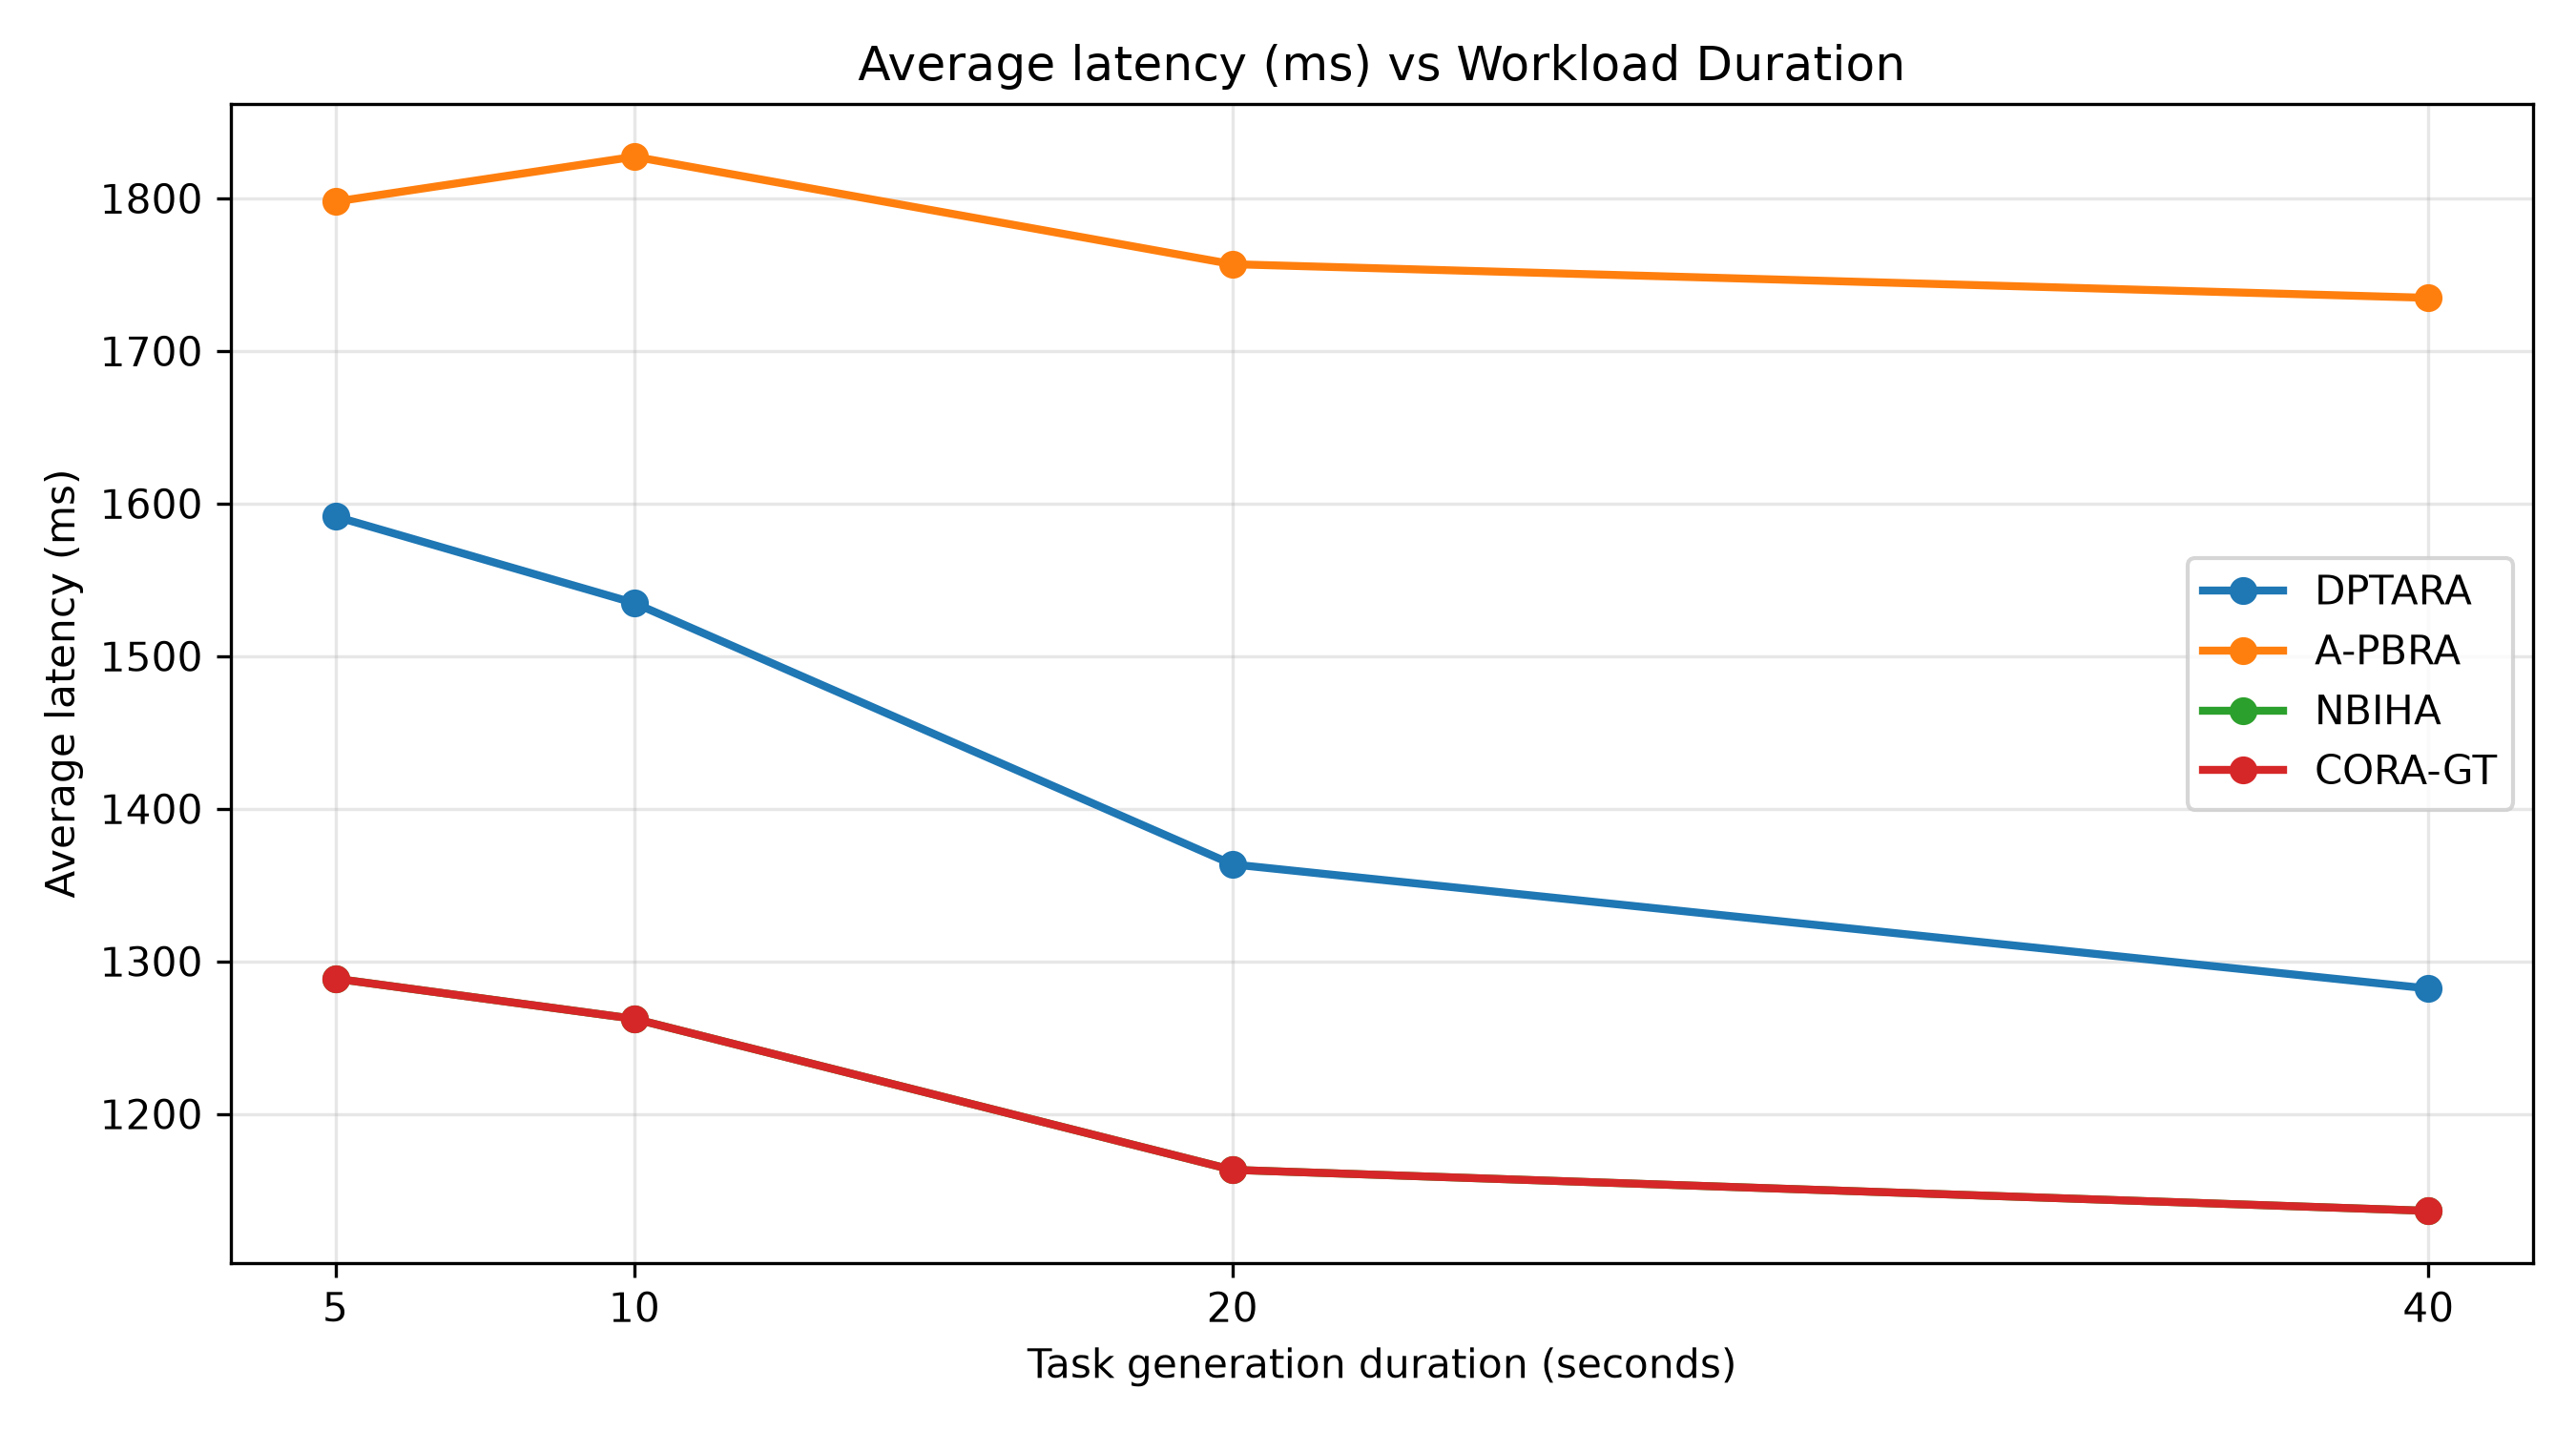 Average latency (ms) vs Workload Duration
1800
1700
1600
1500
1400
1300
1200
Average latency (ms)
DPTARA
A-PBRA
NBIHA
CORA-GT
5 10 20 40
Task generation duration (seconds)